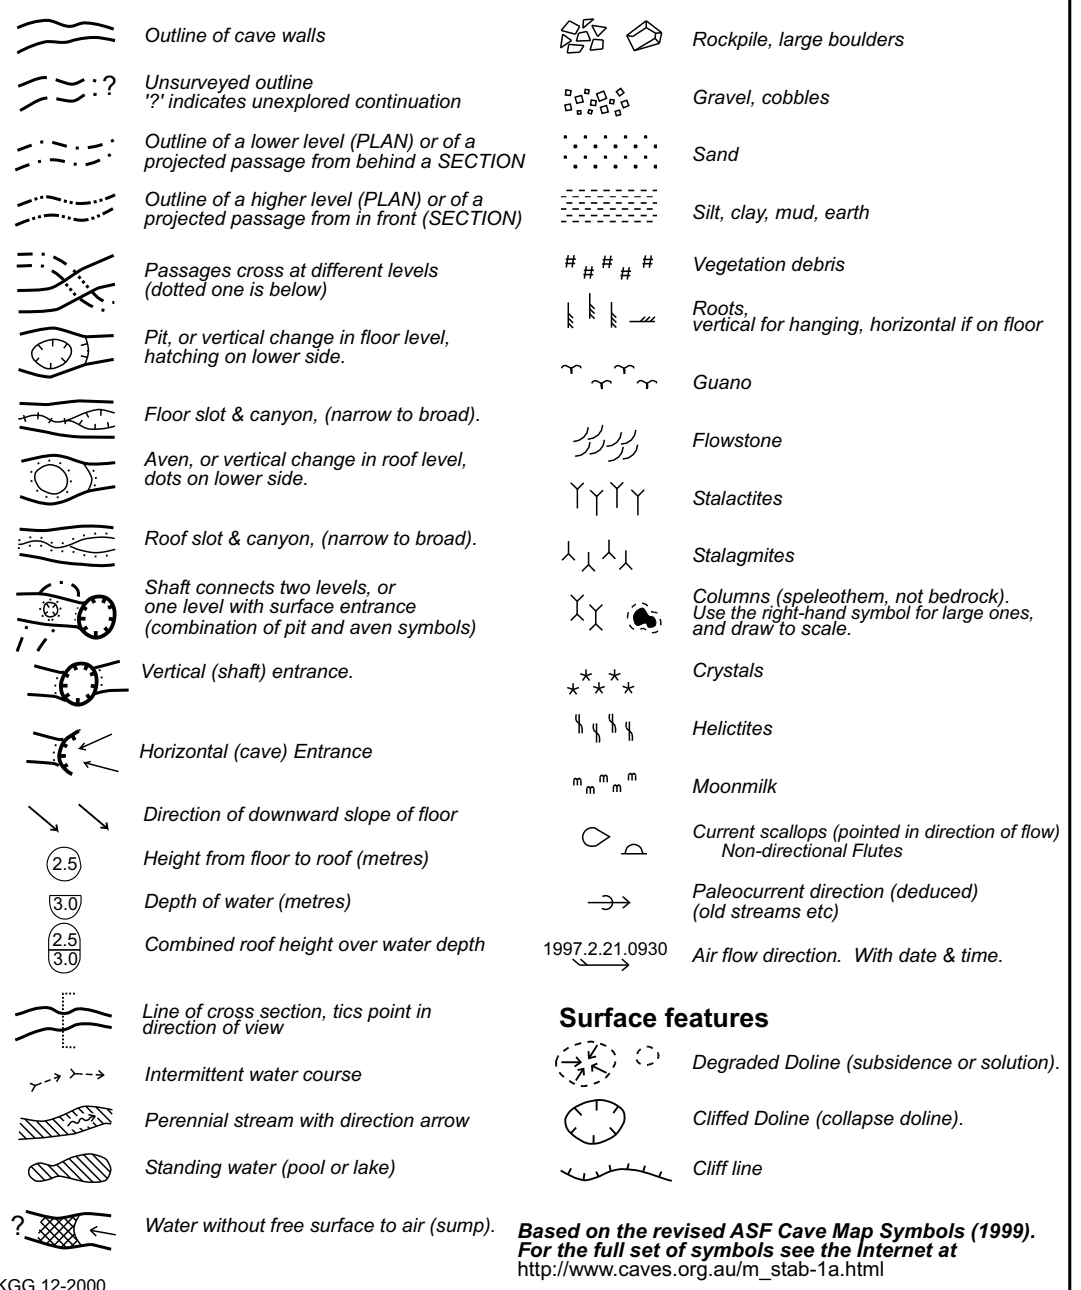 Outline of cave walls
?
Unsurveyed outline
'?' indicates unexplored continuation
Outline of a lower level (PLAN) or of a
projected passage from behind a SECTION
Outline of a higher level (PLAN) or of a
projected passage from in front (SECTION)
Passages cross at different levels
(dotted one is below)
Pit, or vertical change in floor level,
hatching on lower side.
Floor slot & canyon, (narrow to broad).
Aven, or vertical change in roof level,
dots on lower side.
Roof slot & canyon, (narrow to broad).
Shaft connects two levels, or
one level with surface entrance
(combination of pit and aven symbols)
Vertical (shaft) entrance.
Horizontal (cave) Entrance
Direction of downward slope of floor
2.5
Height from floor to roof (metres)
3.0
Depth of water (metres)
2.5
3.0
Combined roof height over water depth
Line of cross section, tics point in
direction of view
Intermittent water course
Perennial stream with direction arrow
Standing water (pool or lake)
?
Water without free surface to air (sump).
KGG 12-2000
Rockpile, large boulders
Gravel, cobbles
Sand
Silt, clay, mud, earth
Vegetation debris
Roots,
vertical for hanging, horizontal if on floor
Guano
Flowstone
Stalactites
Stalagmites
Columns (speleothem, not bedrock).
Use the right-hand symbol for large ones,
and draw to scale.
Crystals
Helictites
m m m m m
Moonmilk
Current scallops (pointed in direction of flow)
Non-directional Flutes
Paleocurrent direction (deduced)
(old streams etc)
1997.2.21.0930
Air flow direction. With date & time.
Surface features
Degraded Doline (subsidence or solution).
Cliffed Doline (collapse doline).
Cliff line
Based on the revised ASF Cave Map Symbols (1999).
For the full set of symbols see the Internet at
http://www.caves.org.au/m_stab-1a.html